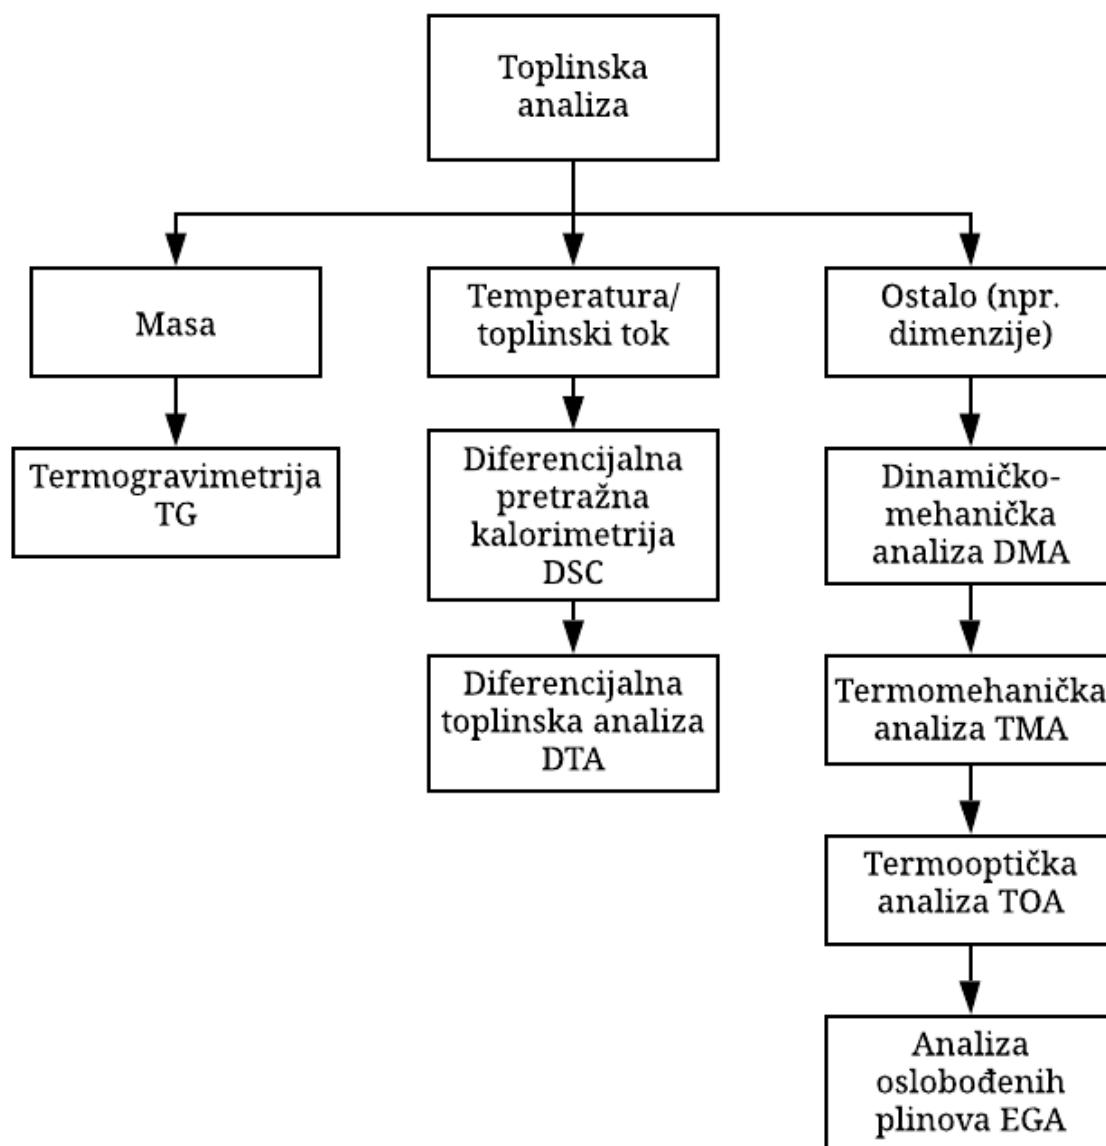 Toplinska
analiza
Masa
Temperatura/
toplinski tok
Ostalo (npr.
dimenzije)
Termogravimetrija
TG
Diferencijalna
pretražna
kalorimetrija
DSC
Dinamičko-
mehanička
analiza DMA
Diferencijalna
toplinska analiza
DTA
Termomehanička
analiza TMA
Termooptička
analiza TOA
Analiza
oslobođenih
plinova EGA